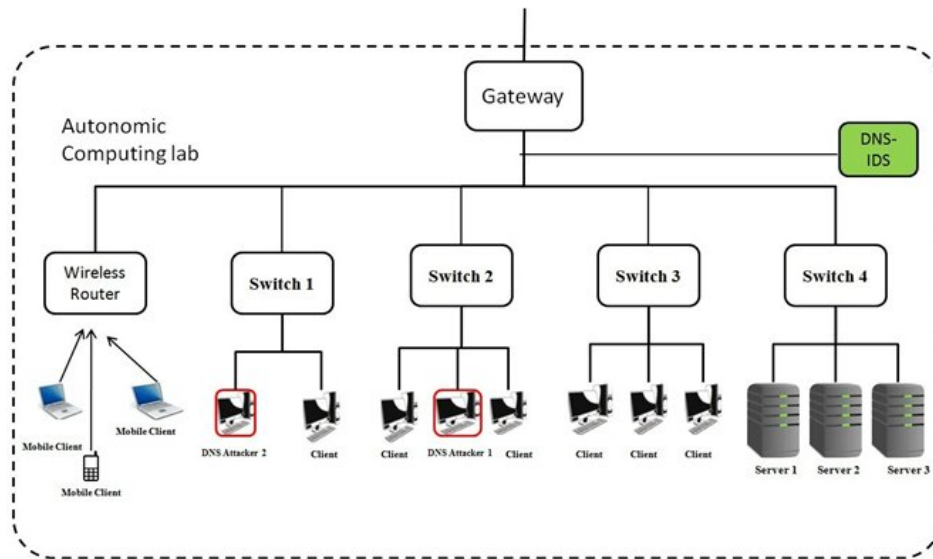 Gateway
Autonomic
Computing lab
DNS-
IDS
Wireless
Router
Switch 1
Switch 2
Switch 3
Switch 4
Mobile Client
Mobile Client
Mobile Client
DNS Attacker 2
Client
Client
DNS Attacker 1
Client
Client
Client
Client
Server 1
Server 2
Server 3